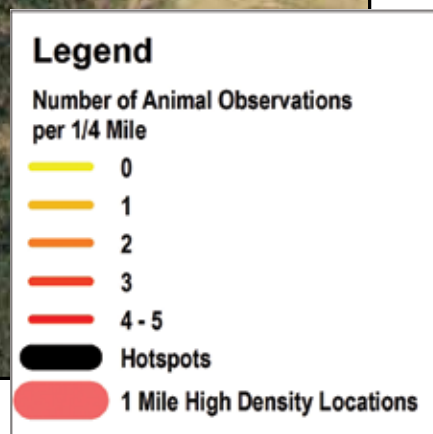 Legend
Number of Animal Observations
per 1/4 Mile
0
1
2
3
4 - 5
Hotspots
1 Mile High Density Locations